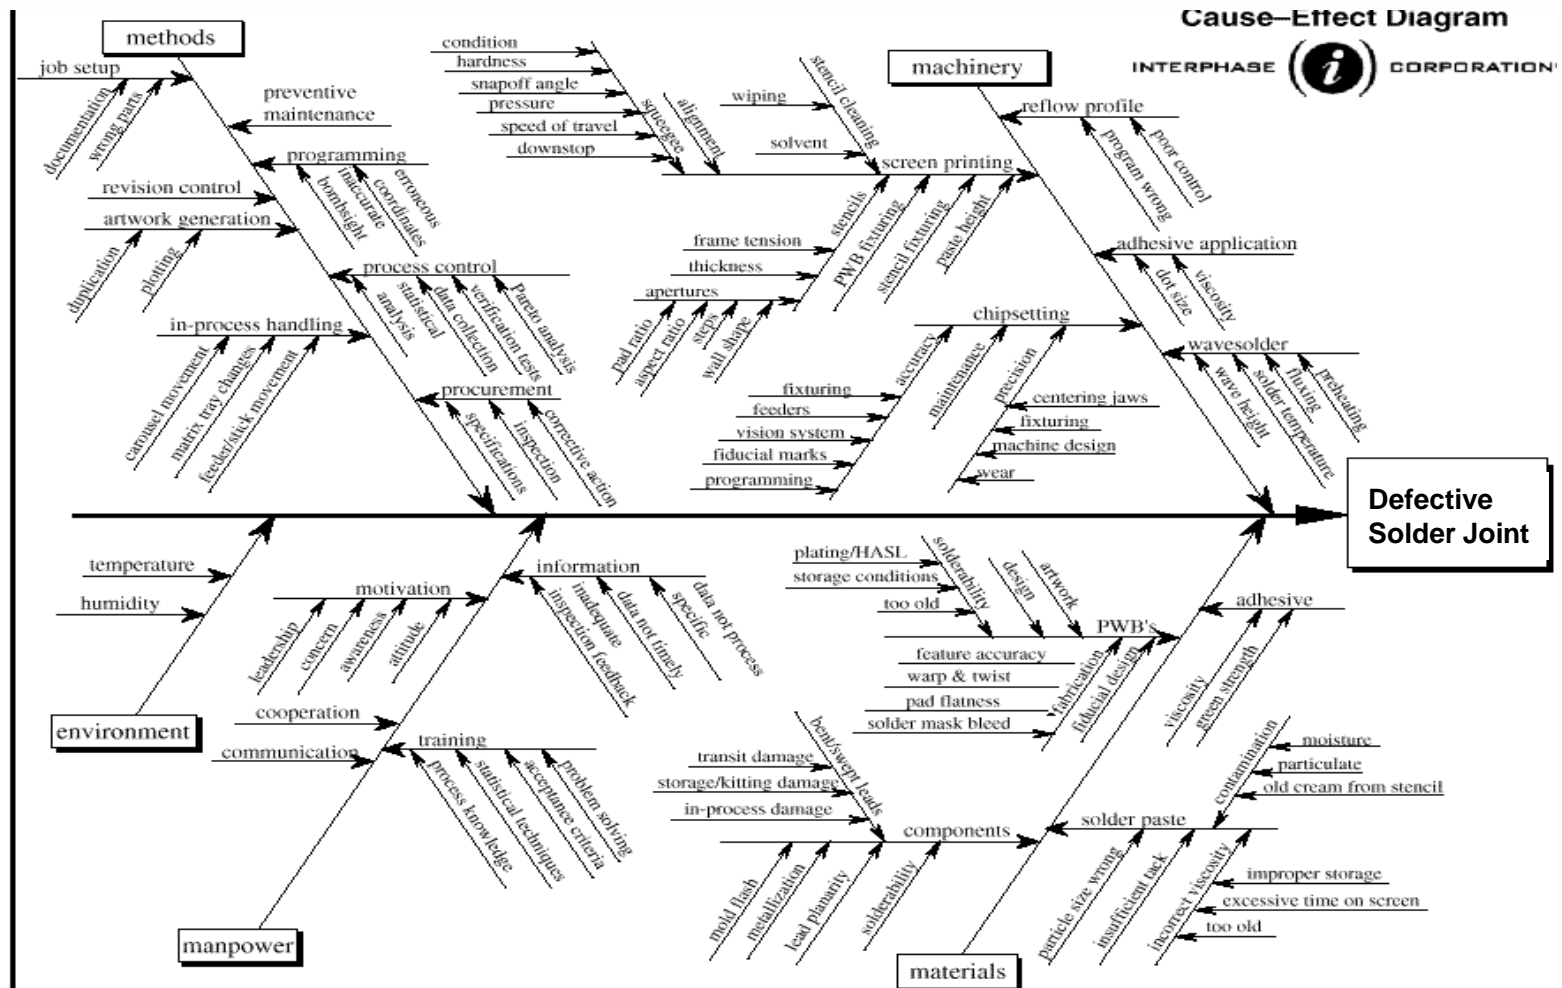 Cause–Effect Diagram
INTERPHASE i CORPORATION
methods
job setup
documentation
wrong parts
preventive
maintenance
programming
bombsight
inaccurate
coordinates
erroneous
revision control
artwork generation
duplication
plotting
process control
analysis
statistical
data collection
verification tests
Pareto analysis
in-process handling
carousel movement
matrix tray changes
feeder/stick movement
procurement
specifications
inspection
corrective action
machinery
condition
hardness
snapoff angle
pressure
speed of travel
downstop
squeegee
alignment
wiping
solvent
stencil cleaning
screen printing
stencils
PWB fixturing
stencil fixturing
paste height
frame tension
thickness
apertures
pad ratio
aspect ratio
steps
wall shape
reflow profile
program wrong
poor control
adhesive application
dot size
viscosity
chipsetting
accuracy
maintenance
precision
fixturing
feeders
vision system
fiducial marks
programming
centering jaws
fixturing
machine design
wear
wavesolder
wave height
solder temperature
fluxing
preheating
Defective
Solder Joint
environment
temperature
humidity
manpower
motivation
leadership
concern
awareness
attitude
information
inspection feedback
inadequate
data not timely
specific
data not process
cooperation
communication
training
process knowledge
statistical techniques
acceptance criteria
problem solving
materials
plating/HASL
storage conditions
too old
solderability
design
artwork
PWB's
feature accuracy
warp & twist
pad flatness
solder mask bleed
fabrication
fiducial design
adhesive
viscosity
green strength
transit damage
storage/kitting damage
in-process damage
bent/swept leads
components
mold flash
metallization
lead planarity
solderability
solder paste
contamination
moisture
particulate
old cream from stencil
particle size wrong
insufficient tack
incorrect viscosity
improper storage
excessive time on screen
too old